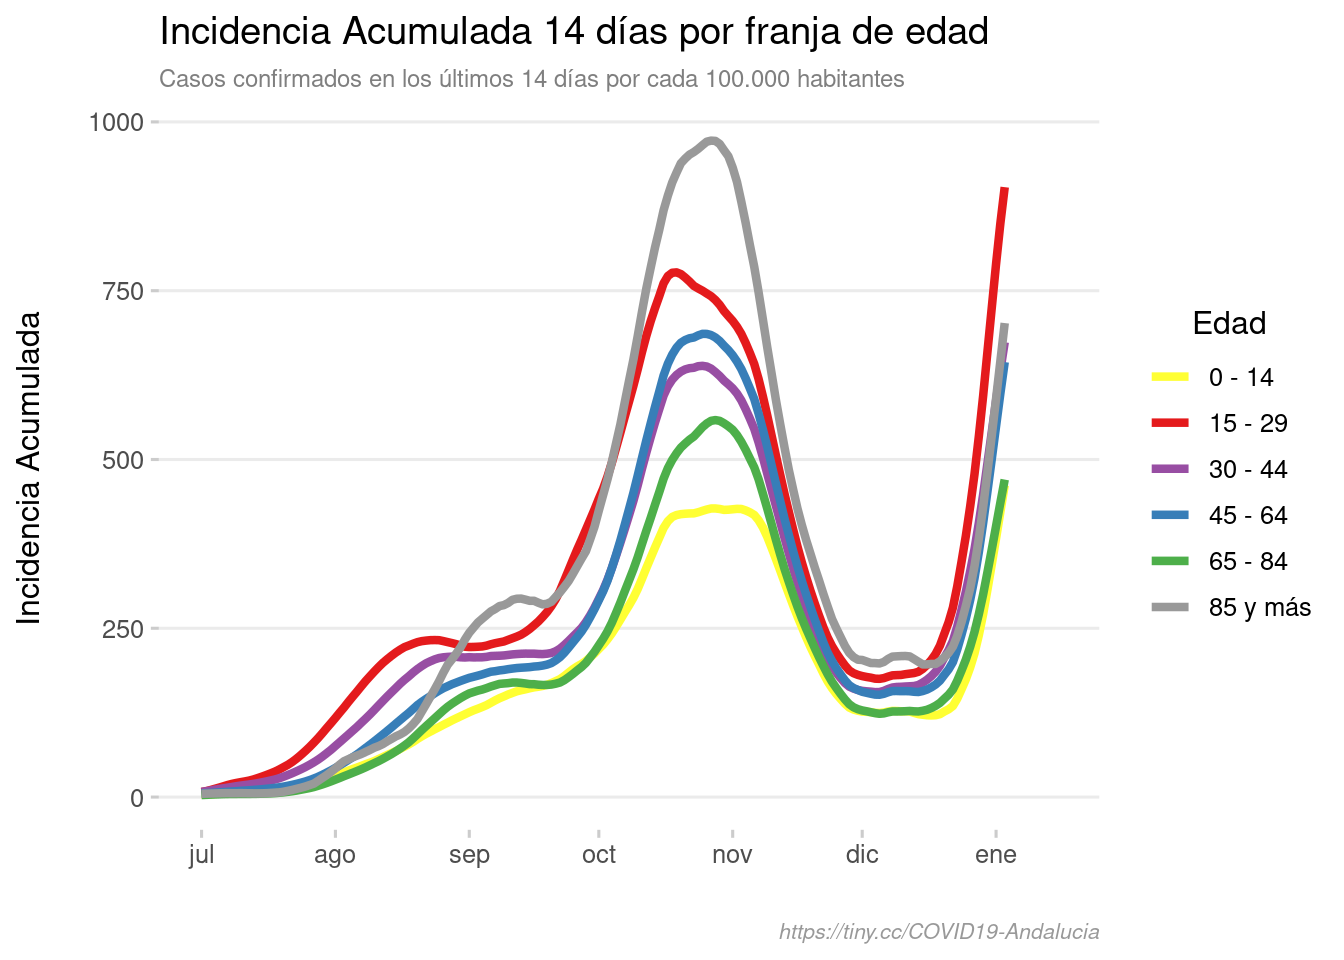 Incidencia Acumulada 14 días por franja de edad
Casos confirmados en los últimos 14 días por cada 100.000 habitantes
Incidencia Acumulada
1000
750
500
250
0
jul ago sep oct nov dic ene
Edad
0 - 14
15 - 29
30 - 44
45 - 64
65 - 84
85 y más
https://tiny.cc/COVID19-Andalucia